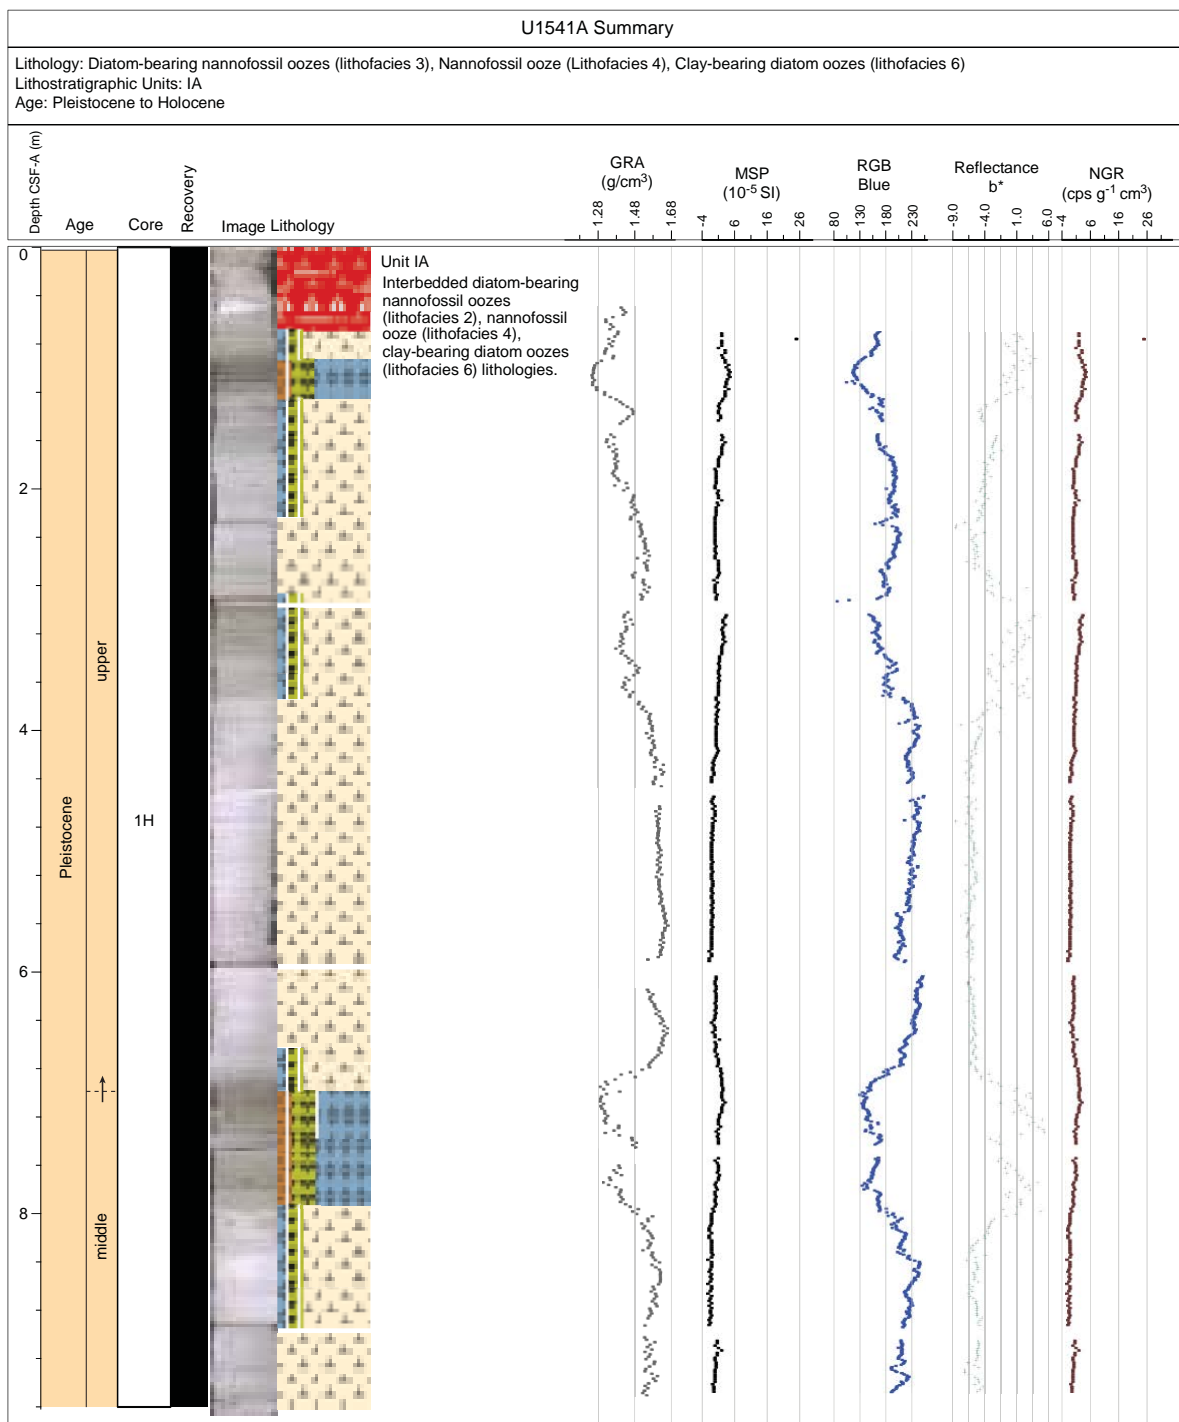 U1541A Summary
Lithology: Diatom-bearing nannofossil oozes (lithofacies 3), Nannofossil ooze (Lithofacies 4), Clay-bearing diatom oozes (lithofacies 6)
Lithostratigraphic Units: IA
Age: Pleistocene to Holocene
Depth CSF-A (m)
Age
Core
Recovery
Image Lithology
GRA
(g/cm³)
1.28 1.48 1.68
MSP
(10⁻⁵ SI)
-4 6 16 26
RGB
Blue
80 130 180 230
Reflectance
b*
-9.0 -4.0 1.0 6.0
NGR
(cps g⁻¹ cm³)
4 16 26
0
2
4
6
8
Pleistocene
upper
middle
1H
Unit IA
Interbedded diatom-bearing
nannofossil oozes
(lithofacies 2), nannofossil
ooze (lithofacies 4),
clay-bearing diatom oozes
(lithofacies 6) lithologies.